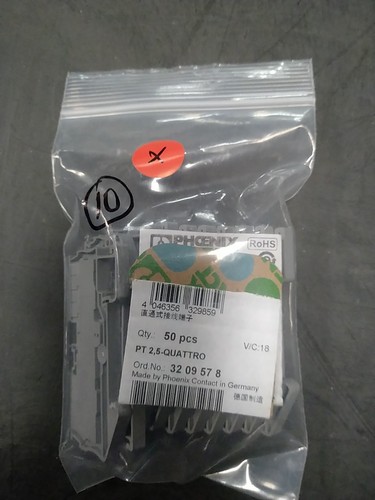 10
PHOENIX
RoHS
4 046356 329859
直通式接线端子
Qty.: 50 pcs
V/C:18
PT 2,5-QUATTRO
Ord.No.: 32 09 57 8
Made by Phoenix Contact in Germany
德国制造